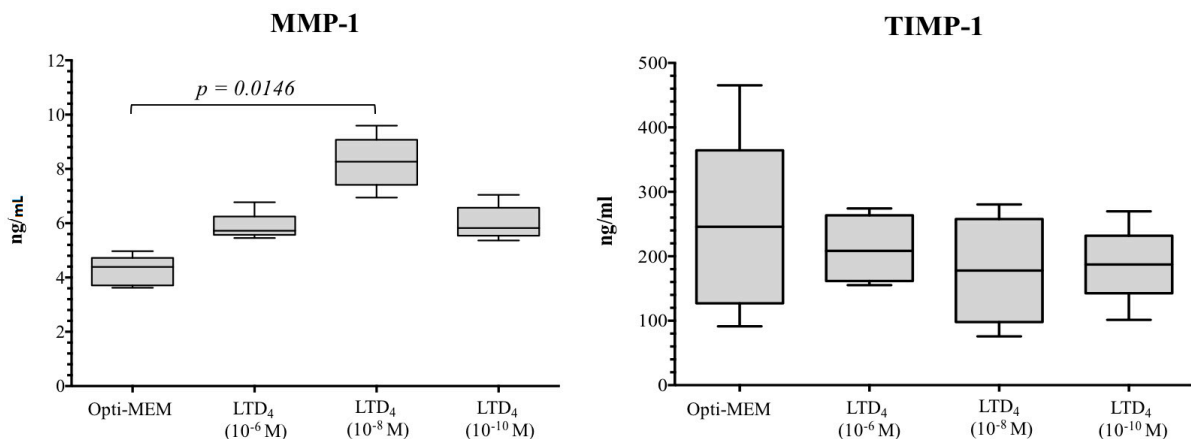 MMP-1
12
10
8
6
4
2
0
ng/mL
p = 0.0146
Opti-MEM
LTD₄
(10⁻⁶ M)
LTD₄
(10⁻⁸ M)
LTD₄
(10⁻¹⁰ M)
TIMP-1
500
400
300
200
100
0
ng/ml
Opti-MEM
LTD₄
(10⁻⁶ M)
LTD₄
(10⁻⁸ M)
LTD₄
(10⁻¹⁰ M)